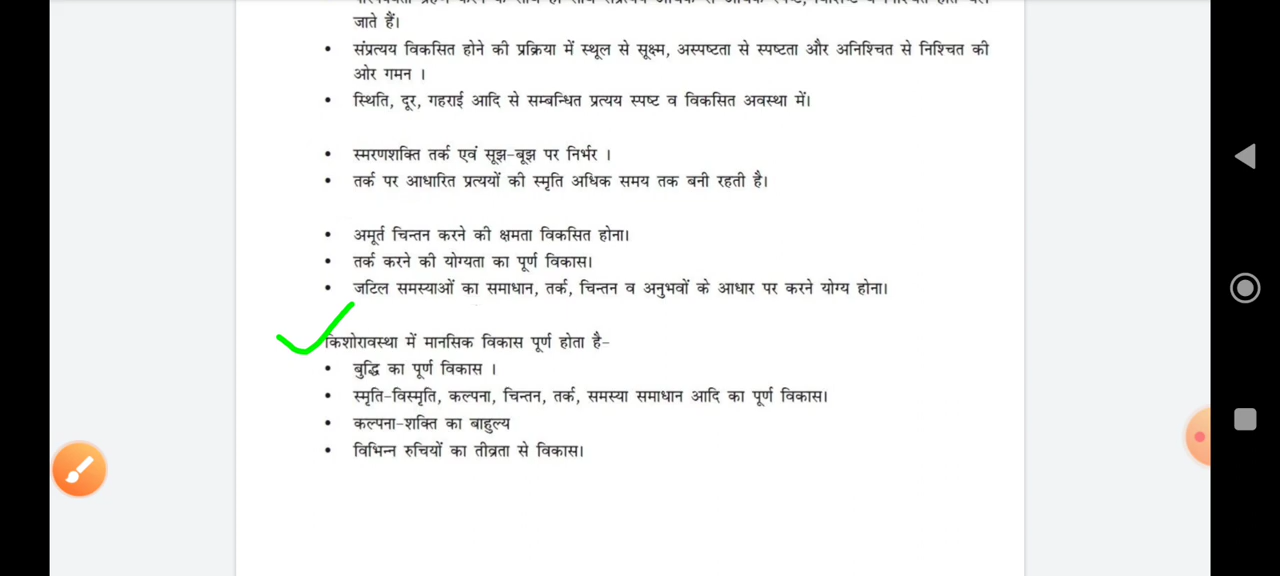 जाते हैं।
• संप्रत्यय विकसित होने की प्रक्रिया में स्थूल से सूक्ष्म, अस्पष्टता से स्पष्टता और अनिश्चित से निश्चित की
ओर गमन ।
• स्थिति, दूर, गहराई आदि से सम्बन्धित प्रत्यय स्पष्ट व विकसित अवस्था में।
• स्मरणशक्ति तर्क एवं सूझ-बूझ पर निर्भर ।
• तर्क पर आधारित प्रत्ययों की स्मृति अधिक समय तक बनी रहती है।
• अमूर्त चिन्तन करने की क्षमता विकसित होना।
• तर्क करने की योग्यता का पूर्ण विकास।
• जटिल समस्याओं का समाधान, तर्क, चिन्तन व अनुभवों के आधार पर करने योग्य होना।
किशोरावस्था में मानसिक विकास पूर्ण होता है-
• बुद्धि का पूर्ण विकास ।
• स्मृति-विस्मृति, कल्पना, चिन्तन, तर्क, समस्या समाधान आदि का पूर्ण विकास।
• कल्पना-शक्ति का बाहुल्य
• विभिन्न रुचियों का तीव्रता से विकास।